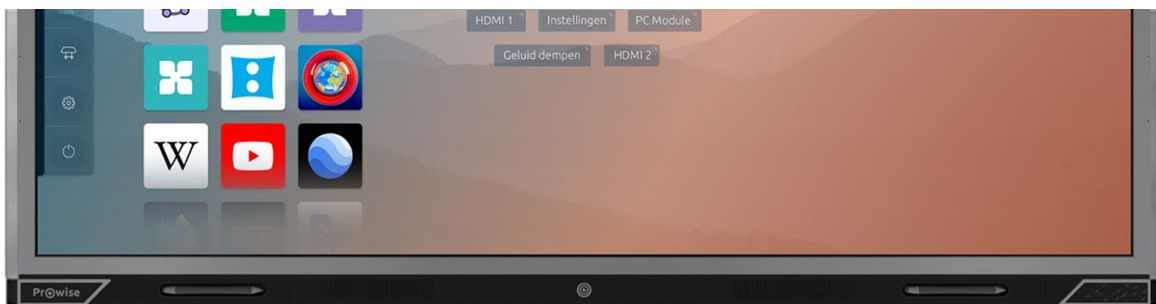 HDMI 1 Instellingen PC Module
Geluid dempen HDMI 2
W
Prowise